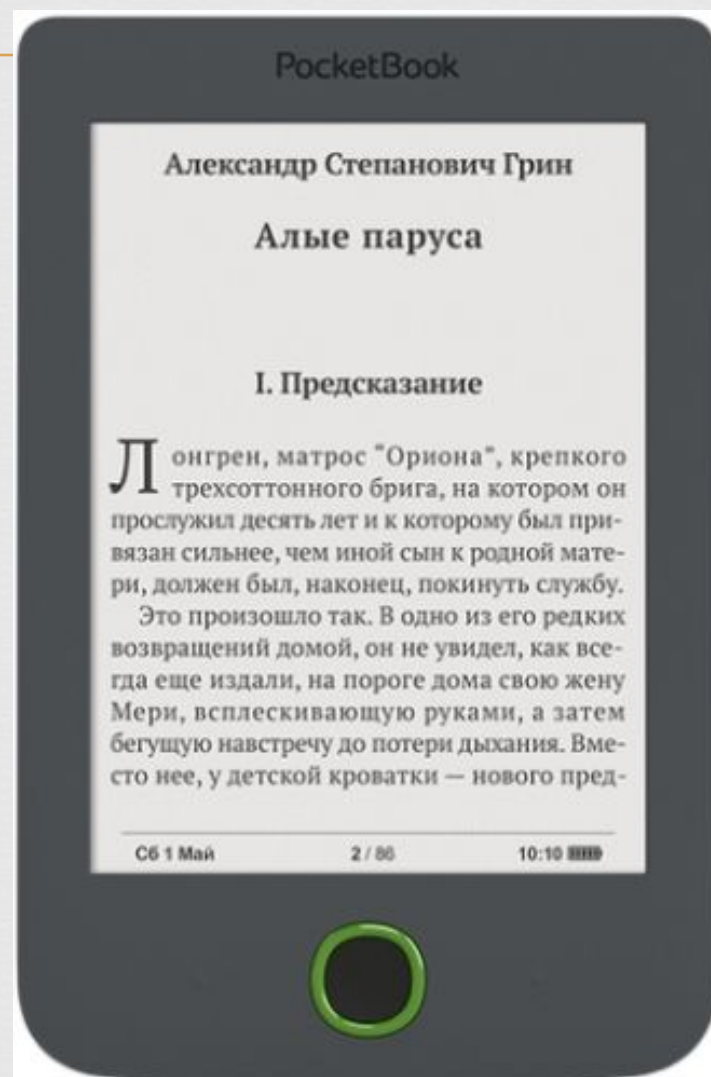 PocketBook
Александр Степанович Грин
Алые паруса
I. Предсказание
Лонгрен, матрос "Ориона", крепкого
трехсоттонного брига, на котором он
прослужил десять лет и к которому был при-
вязан сильнее, чем иной сын к родной мате-
ри, должен был, наконец, покинуть службу.
Это произошло так. В одно из его редких
возвращений домой, он не увидел, как все-
гда еще издали, на пороге дома свою жену
Мери, всплескивающую руками, а затем
бегущую навстречу до потери дыхания. Вме-
сто нее, у детской кроватки — нового пред-
Сб 1 Май 2 / 86 10:10